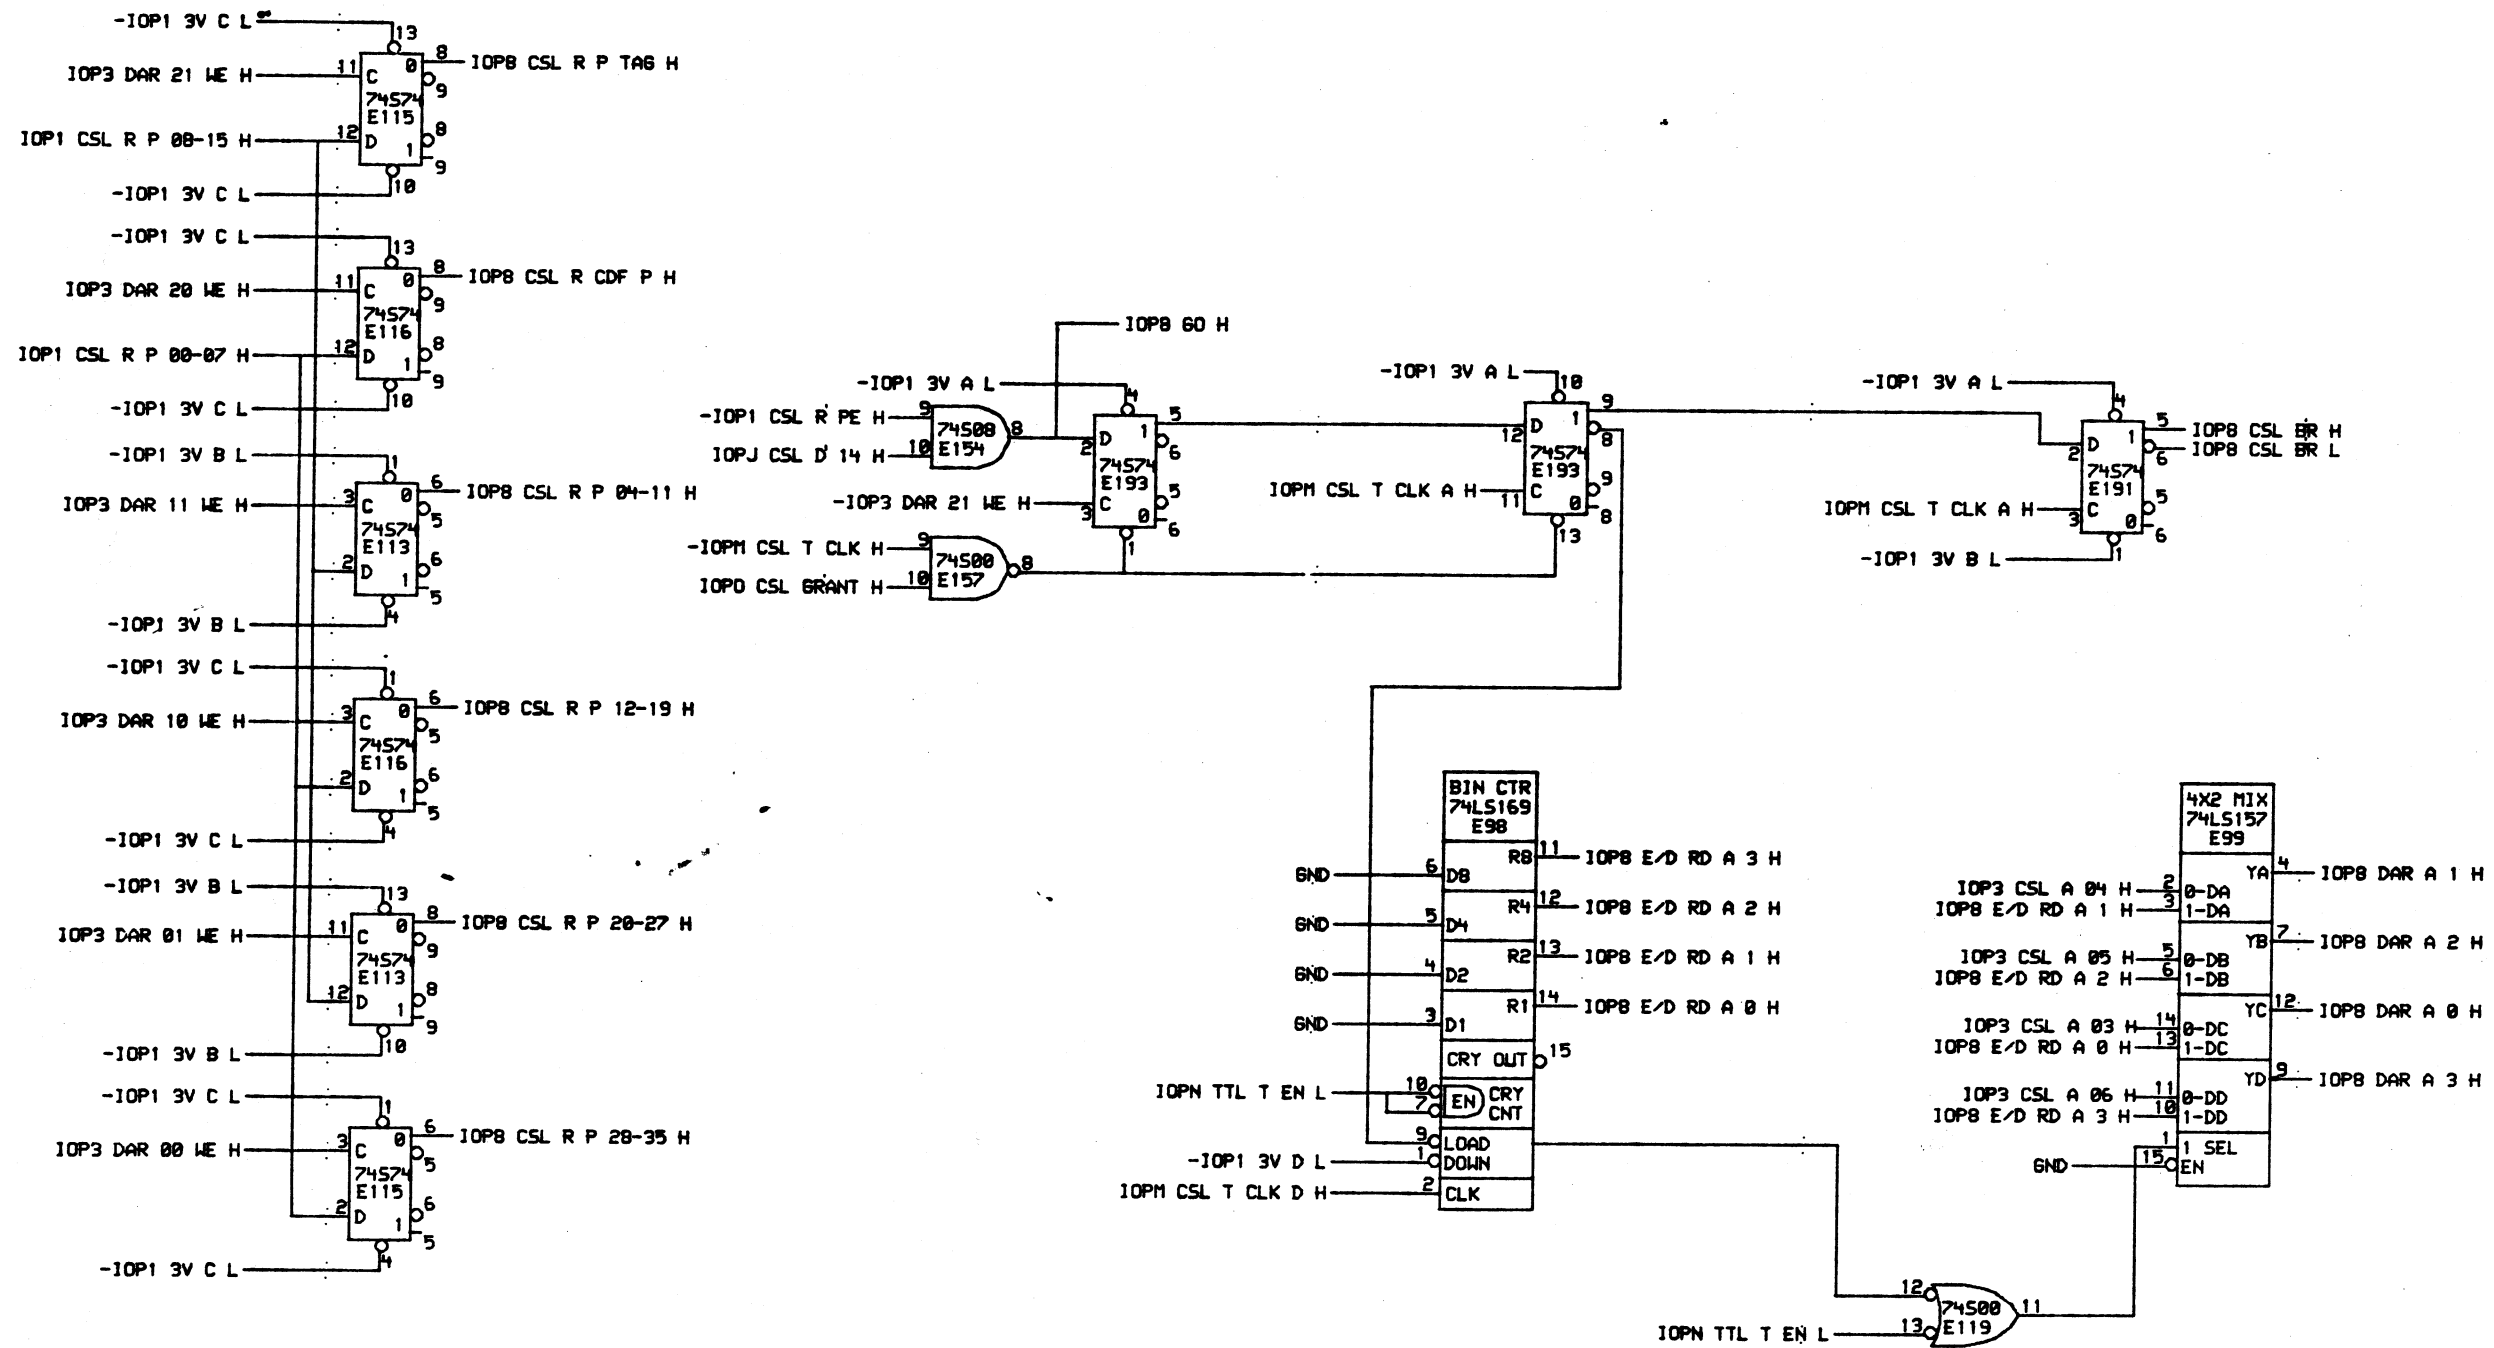 -IOP1 3V C L
13
IOP3 DAR 21 WE H
11 C 0 8
IOP8 CSL R P TAG H
9
74S74
E115
IOP1 CSL R P 08-15 H
12 D 1 8
9
-IOP1 3V C L
10
-IOP1 3V C L
13
IOP3 DAR 20 WE H
11 C 0 8
IOP8 CSL R CDF P H
9
74S74
E116
IOP1 CSL R P 00-07 H
12 D 1 8
9
-IOP1 3V C L
10
-IOP1 3V B L
1
IOP3 DAR 11 WE H
3 C 0 6
IOP8 CSL R P 04-11 H
5
74S74
E113
2 D 1 6
5
-IOP1 3V B L
4
-IOP1 3V C L
1
IOP3 DAR 10 WE H
3 C 0 6
IOP8 CSL R P 12-19 H
5
74S74
E116
2 D 1 6
5
-IOP1 3V C L
4
-IOP1 3V B L
13
IOP3 DAR 01 WE H
11 C 0 8
IOP8 CSL R P 20-27 H
9
74S74
E113
12 D 1 8
9
-IOP1 3V B L
10
-IOP1 3V C L
1
IOP3 DAR 00 WE H
3 C 0 6
IOP8 CSL R P 28-35 H
5
74S74
E115
2 D 1 6
5
-IOP1 3V C L
4
IOP8 GO H
-IOP1 3V A L
4
-IOP1 CSL R PE H
9
74S08
E154
8
IOPJ CSL D 14 H
10
2 D 1 5
6
74S74
E193
-IOP3 DAR 21 WE H
3 C 0 5
6
1
-IOPM CSL T CLK H
9
74S00
E157
8
IOPO CSL GRANT H
10
-IOP1 3V A L
10
12 D 1 9
8
74S74
E193
IOPM CSL T CLK A H
11 C 0 9
8
13
-IOP1 3V A L
4
2 D 1 5
IOP8 CSL BR H
6
IOP8 CSL BR L
74S74
E191
IOPM CSL T CLK A H
3 C 0 5
6
-IOP1 3V B L
1
BIN CTR
74LS169
E98
GND 6 D8 R8 11 IOP8 E/D RD A 3 H
GND 5 D4 R4 12 IOP8 E/D RD A 2 H
GND 4 D2 R2 13 IOP8 E/D RD A 1 H
GND 3 D1 R1 14 IOP8 E/D RD A 0 H
CRY OUT 15
IOPN TTL T EN L
10 EN CRY
7 CNT
9 LOAD
-IOP1 3V D L 1 DOWN
IOPM CSL T CLK D H 2 CLK
4X2 MIX
74LS157
E99
YA 4 IOP8 DAR A 1 H
IOP3 CSL A 04 H 2 0-DA
IOP8 E/D RD A 1 H 3 1-DA
YB 7 IOP8 DAR A 2 H
IOP3 CSL A 05 H 5 0-DB
IOP8 E/D RD A 2 H 6 1-DB
YC 12 IOP8 DAR A 0 H
IOP3 CSL A 03 H 14 0-DC
IOP8 E/D RD A 0 H 13 1-DC
YD 9 IOP8 DAR A 3 H
IOP3 CSL A 06 H 11 0-DD
IOP8 E/D RD A 3 H 10 1-DD
1 1 SEL
GND 15 EN
12
74S00
E119
11
IOPN TTL T EN L 13